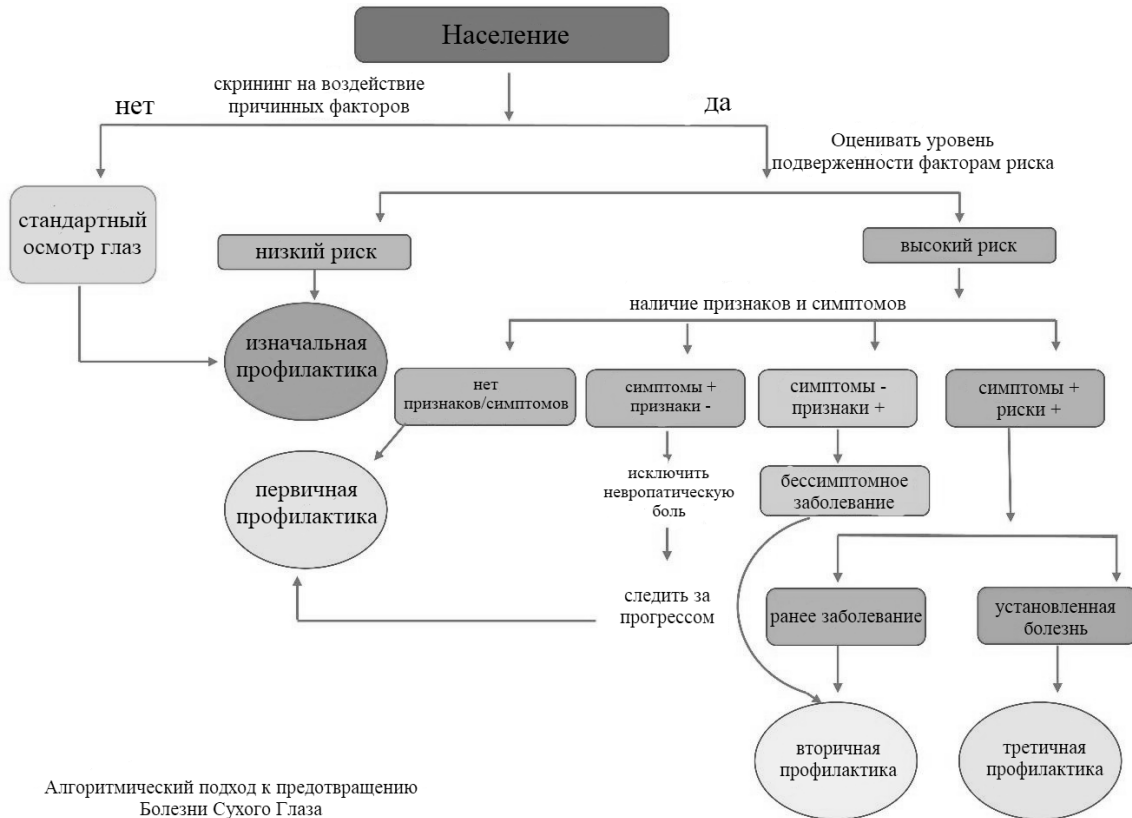 Население
скрининг на воздействие
причинных факторов
нет
да
Оценивать уровень
подверженности факторам риска
стандартный
осмотр глаз
низкий риск
высокий риск
наличие признаков и симптомов
изначальная
профилактика
нет
признаков/симптомов
симптомы +
признаки -
симптомы -
признаки +
симптомы +
риски +
первичная
профилактика
исключить
невропатическую
боль
бессимптомное
заболевание
следить за
прогрессом
ранее заболевание
установленная
болезнь
вторичная
профилактика
третичная
профилактика
Алгоритмический подход к предотвращению
Болезни Сухого Глаза